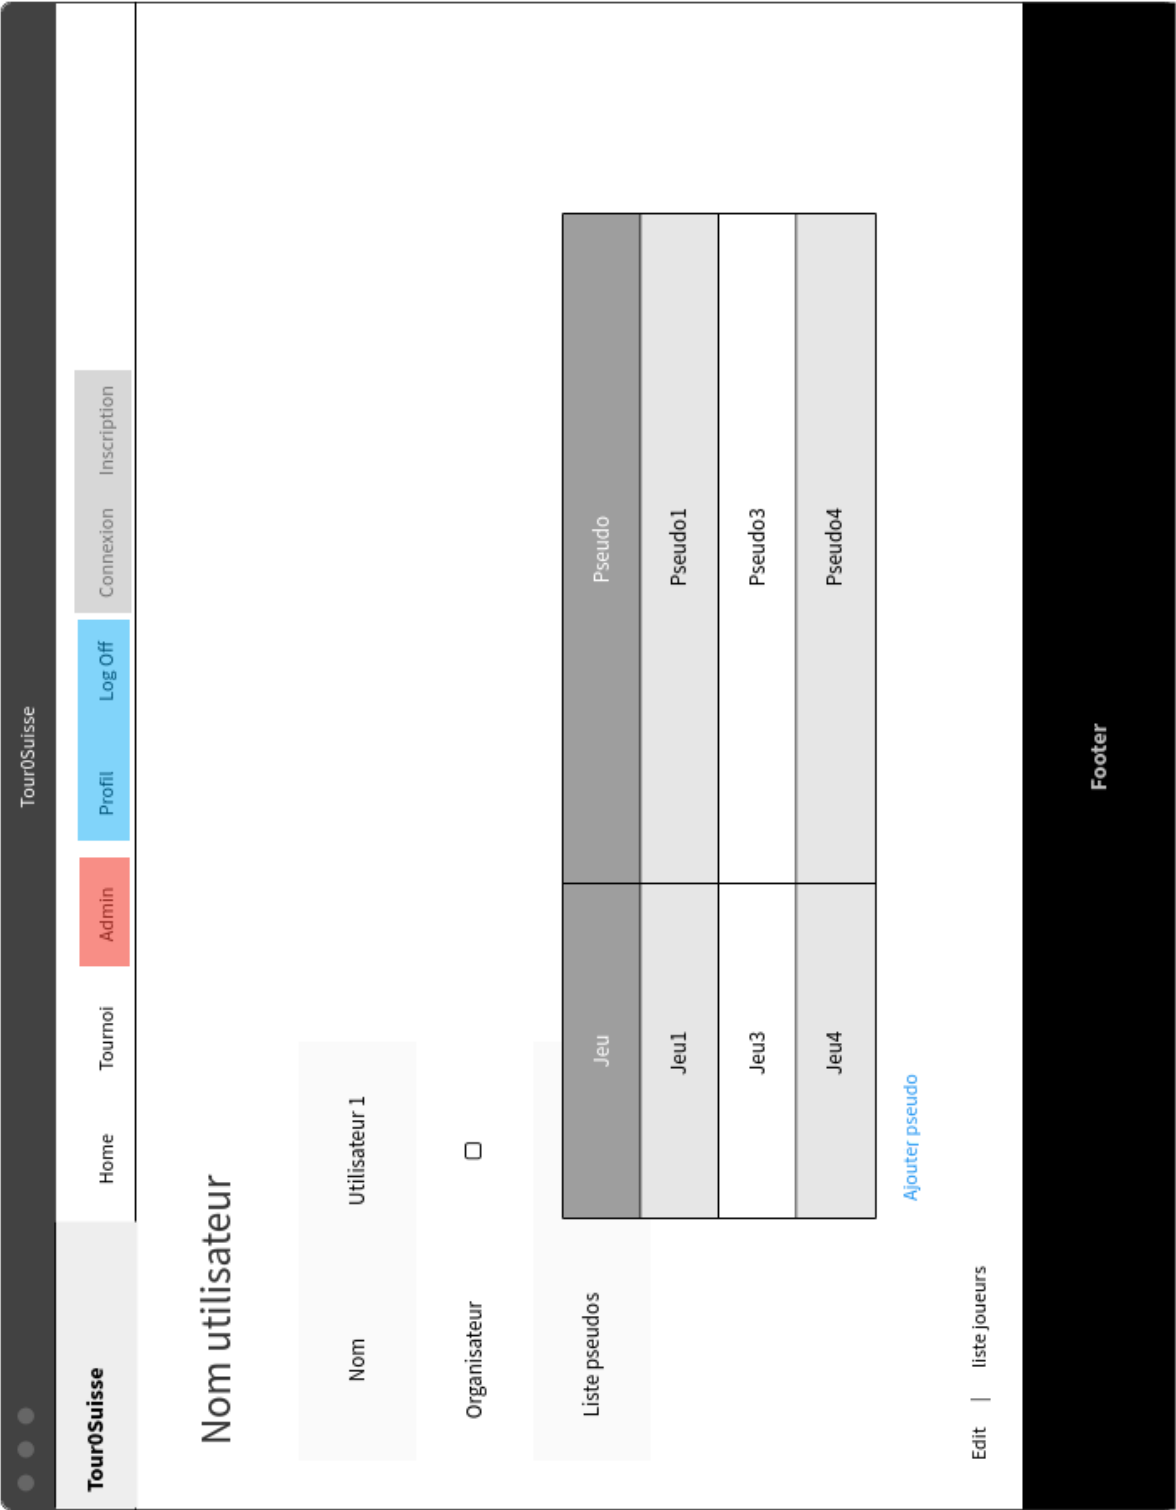 Tour0Suisse
Tour0Suisse Home Tournoi Admin Profil Log Off Connexion Inscription
Nom utilisateur
Nom Utilisateur 1
Organisateur
Liste pseudos
Jeu Pseudo
Jeu1 Pseudo1
Jeu3 Pseudo3
Jeu4 Pseudo4
Ajouter pseudo
Edit | liste joueurs
Footer